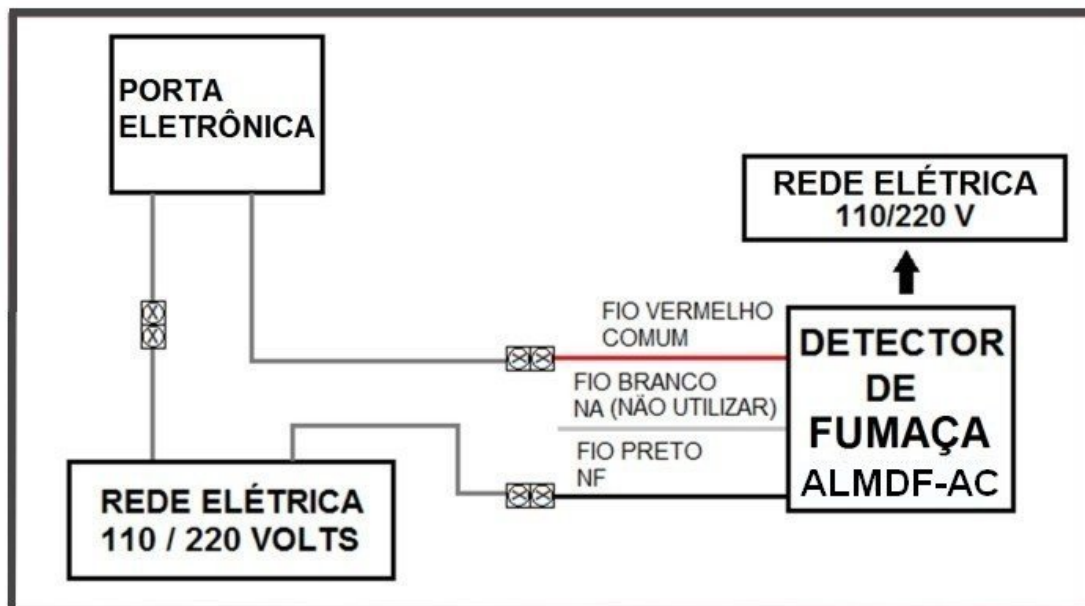 PORTA
ELETRÔNICA
REDE ELÉTRICA
110/220 V
FIO VERMELHO
COMUM
FIO BRANCO
NA (NÃO UTILIZAR)
FIO PRETO
NF
DETECTOR
DE
FUMAÇA
ALMDF-AC
REDE ELÉTRICA
110 / 220 VOLTS